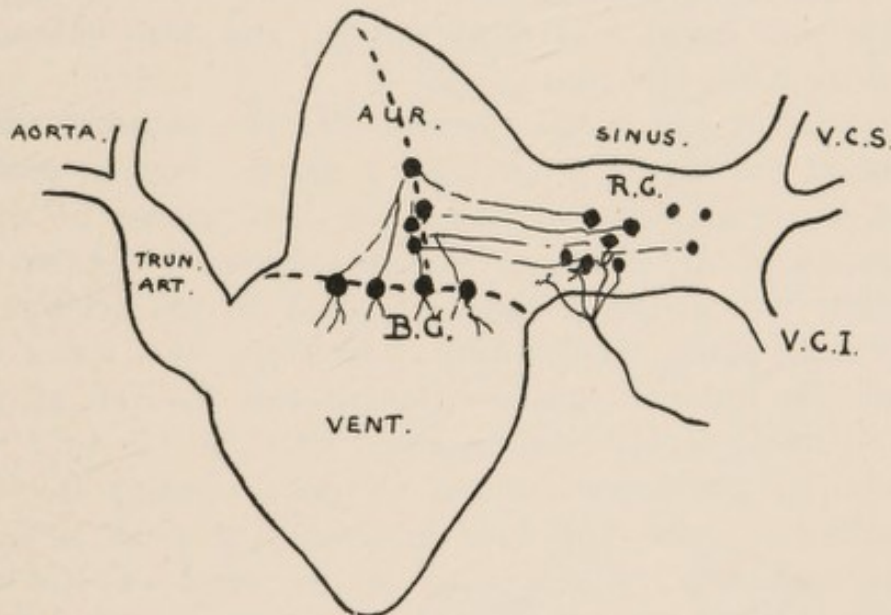 AORTA.
AUR.
SINUS.
V.C.S.
R.G.
TRUN.
ART.
B.G.
V.C.I.
VENT.